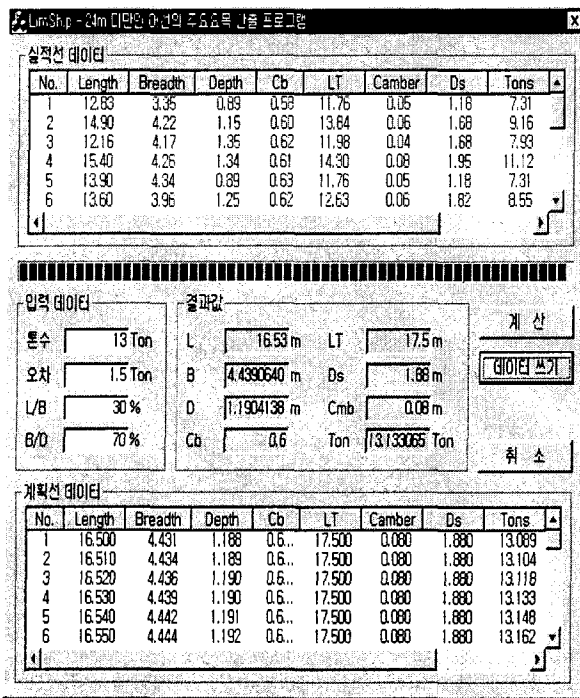 LimShip - 24m 미만인 어선의 주요요목 간출 프로그램
실적선 데이터
No. Length Breadth Depth Cb LT Camber Ds Tons
1 12.83 3.35 0.89 0.58 11.76 0.05 1.18 7.31
2 14.90 4.22 1.15 0.60 13.84 0.06 1.68 9.16
3 12.16 4.17 1.35 0.62 11.98 0.04 1.68 7.93
4 15.40 4.26 1.34 0.61 14.30 0.08 1.95 11.12
5 13.90 4.34 0.89 0.63 11.76 0.05 1.18 7.31
6 13.60 3.96 1.25 0.62 12.63 0.06 1.82 8.55
입력 데이터
톤수 13 Ton
오차 1.5 Ton
L/B 30 %
B/D 70 %
결과값
L 16.53 m LT 17.5 m
B 4.4390640 m Ds 1.88 m
D 1.1904138 m Cmb 0.08 m
Cb 0.6 Ton 13.133065 Ton
계 산
데이터 쓰기
취 소
계획선 데이터
No. Length Breadth Depth Cb LT Camber Ds Tons
1 16.500 4.431 1.188 0.6... 17.500 0.080 1.880 13.089
2 16.510 4.434 1.189 0.6... 17.500 0.080 1.880 13.104
3 16.520 4.436 1.190 0.6... 17.500 0.080 1.880 13.118
4 16.530 4.439 1.190 0.6... 17.500 0.080 1.880 13.133
5 16.540 4.442 1.191 0.6... 17.500 0.080 1.880 13.148
6 16.550 4.444 1.192 0.6... 17.500 0.080 1.880 13.162